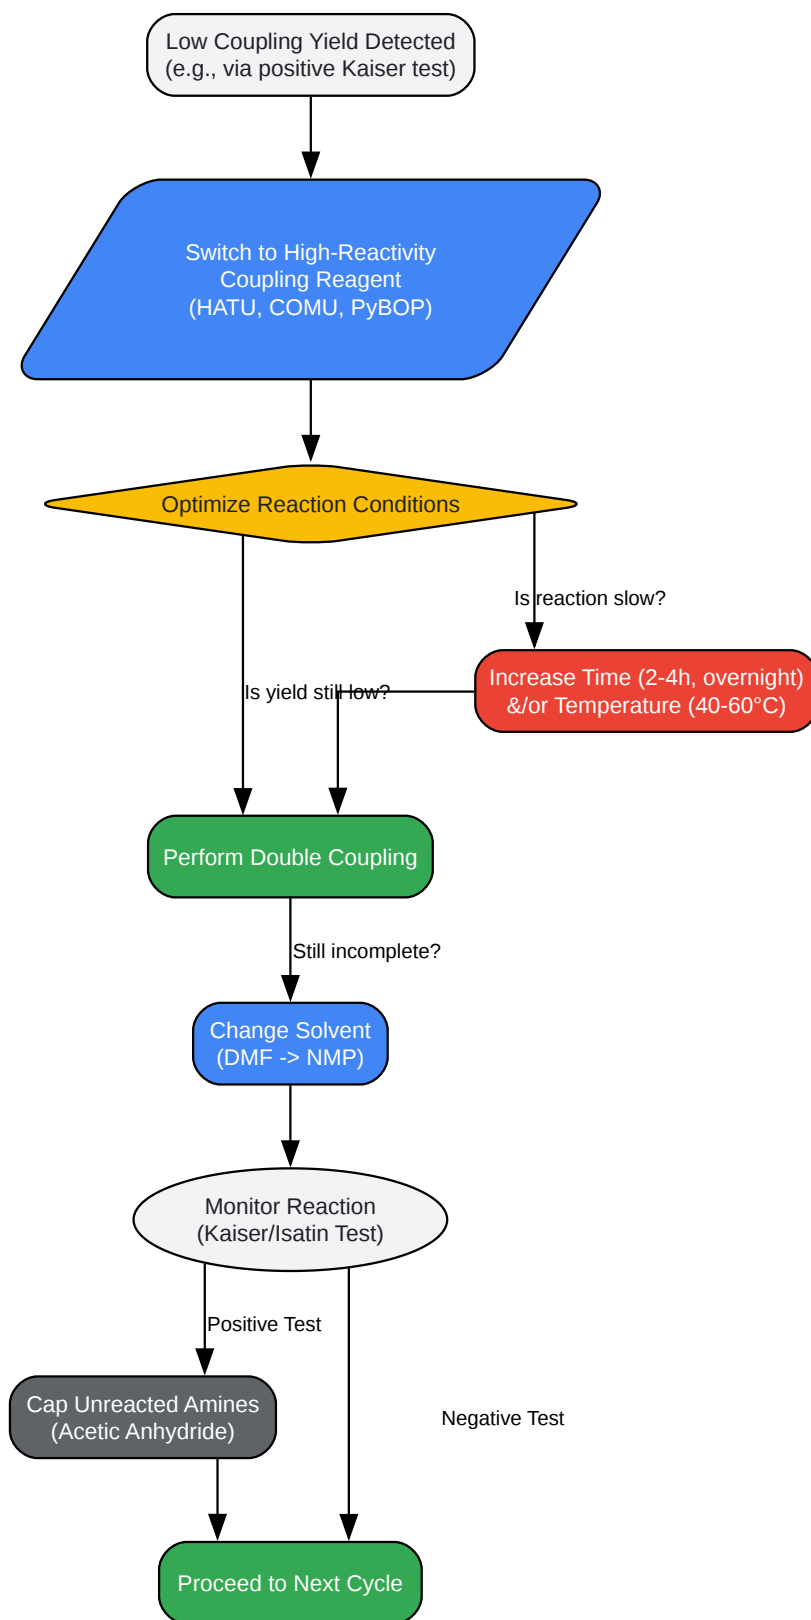 Low Coupling Yield Detected
(e.g., via positive Kaiser test)
Switch to High-Reactivity
Coupling Reagent
(HATU, COMU, PyBOP)
Optimize Reaction Conditions
Is reaction slow?
Increase Time (2-4h, overnight)
&/or Temperature (40-60°C)
Is yield still low?
Perform Double Coupling
Still incomplete?
Change Solvent
(DMF -> NMP)
Monitor Reaction
(Kaiser/Isatin Test)
Positive Test
Cap Unreacted Amines
(Acetic Anhydride)
Negative Test
Proceed to Next Cycle